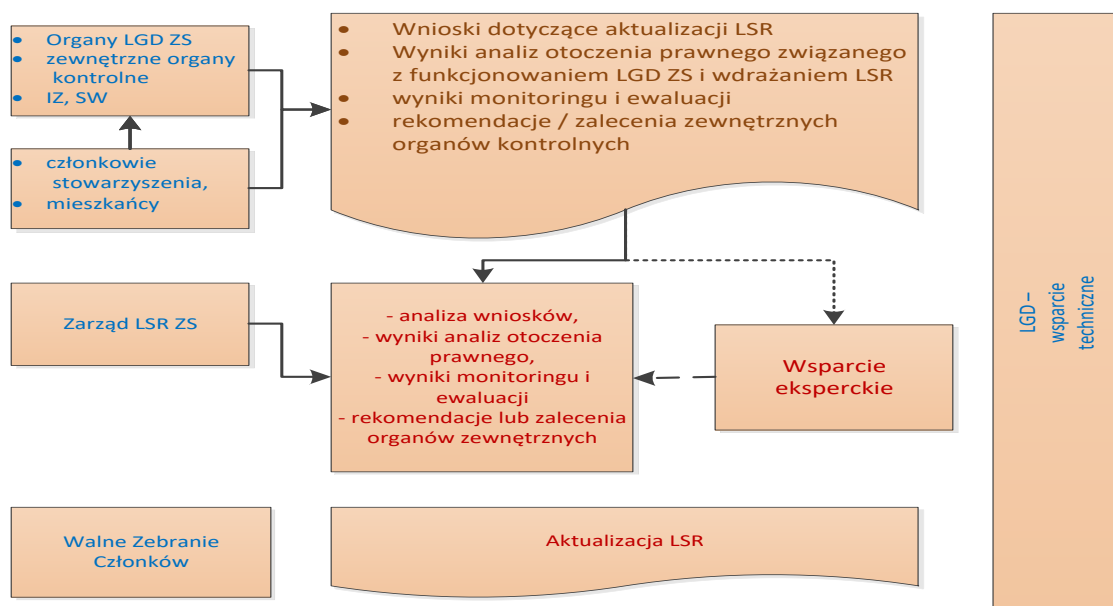 • Organy LGD ZS
• zewnętrzne organy
kontrolne
• IZ, SW
• członkowie
stowarzyszenia,
• mieszkańcy
• Wnioski dotyczące aktualizacji LSR
• Wyniki analiz otoczenia prawnego związanego
z funkcjonowaniem LGD ZS i wdrażaniem LSR
• wyniki monitoringu i ewaluacji
• rekomendacje / zalecenia zewnętrznych
organów kontrolnych
Zarząd LSR ZS
- analiza wniosków,
- wyniki analiz otoczenia
prawnego,
- wyniki monitoringu i
ewaluacji
- rekomendacje lub zalecenia
organów zewnętrznych
Wsparcie
eksperckie
Walne Zebranie
Członków
Aktualizacja LSR
LGD –
wsparcie
techniczne